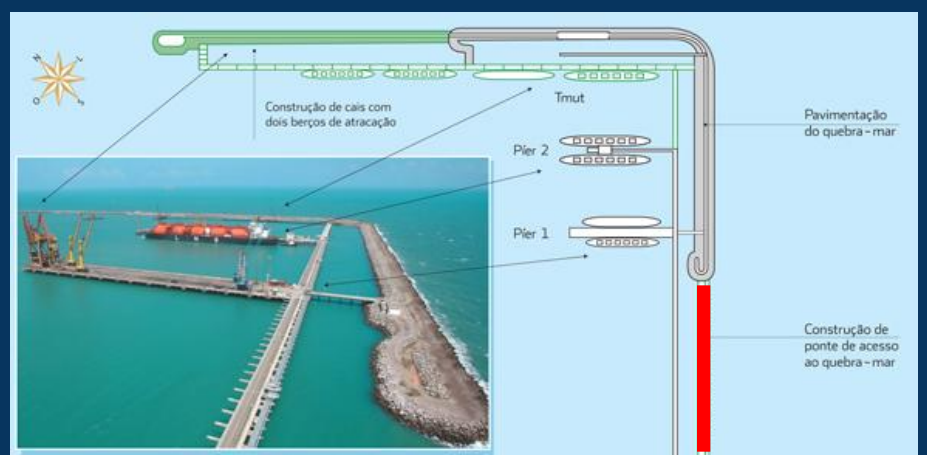 N
L
O
S
Construção de cais com
dois berços de atracação
Tmut
Píer 2
Píer 1
Pavimentação
do quebra-mar
Construção de
ponte de acesso
ao quebra-mar